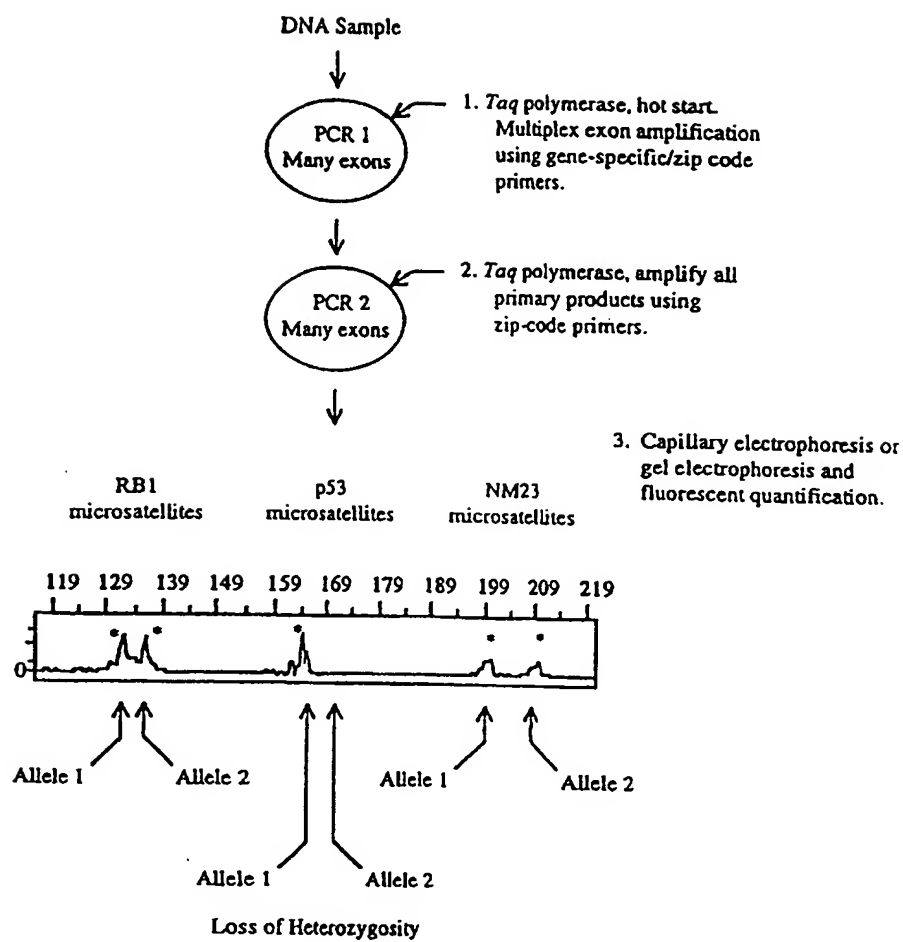 DNA Sample
PCR 1
Many exons
1. Taq polymerase, hot start.
Multiplex exon amplification
using gene-specific/zip code
primers.
PCR 2
Many exons
2. Taq polymerase, amplify all
primary products using
zip-code primers.
3. Capillary electrophoresis or
gel electrophoresis and
fluorescent quantification.
RB1
microsatellites
p53
microsatellites
NM23
microsatellites
119 129 139 149 159 169 179 189 199 209 219
* * * * *
0
Allele 1 Allele 2 Allele 1 Allele 2
Allele 1 Allele 2
Loss of Heterozygosity